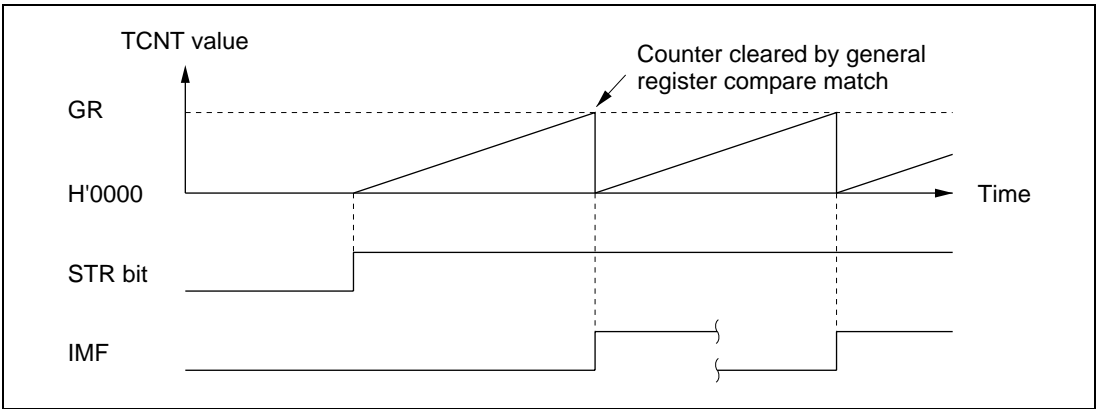 TCNT value
Counter cleared by general
register compare match
GR
H'0000
Time
STR bit
IMF